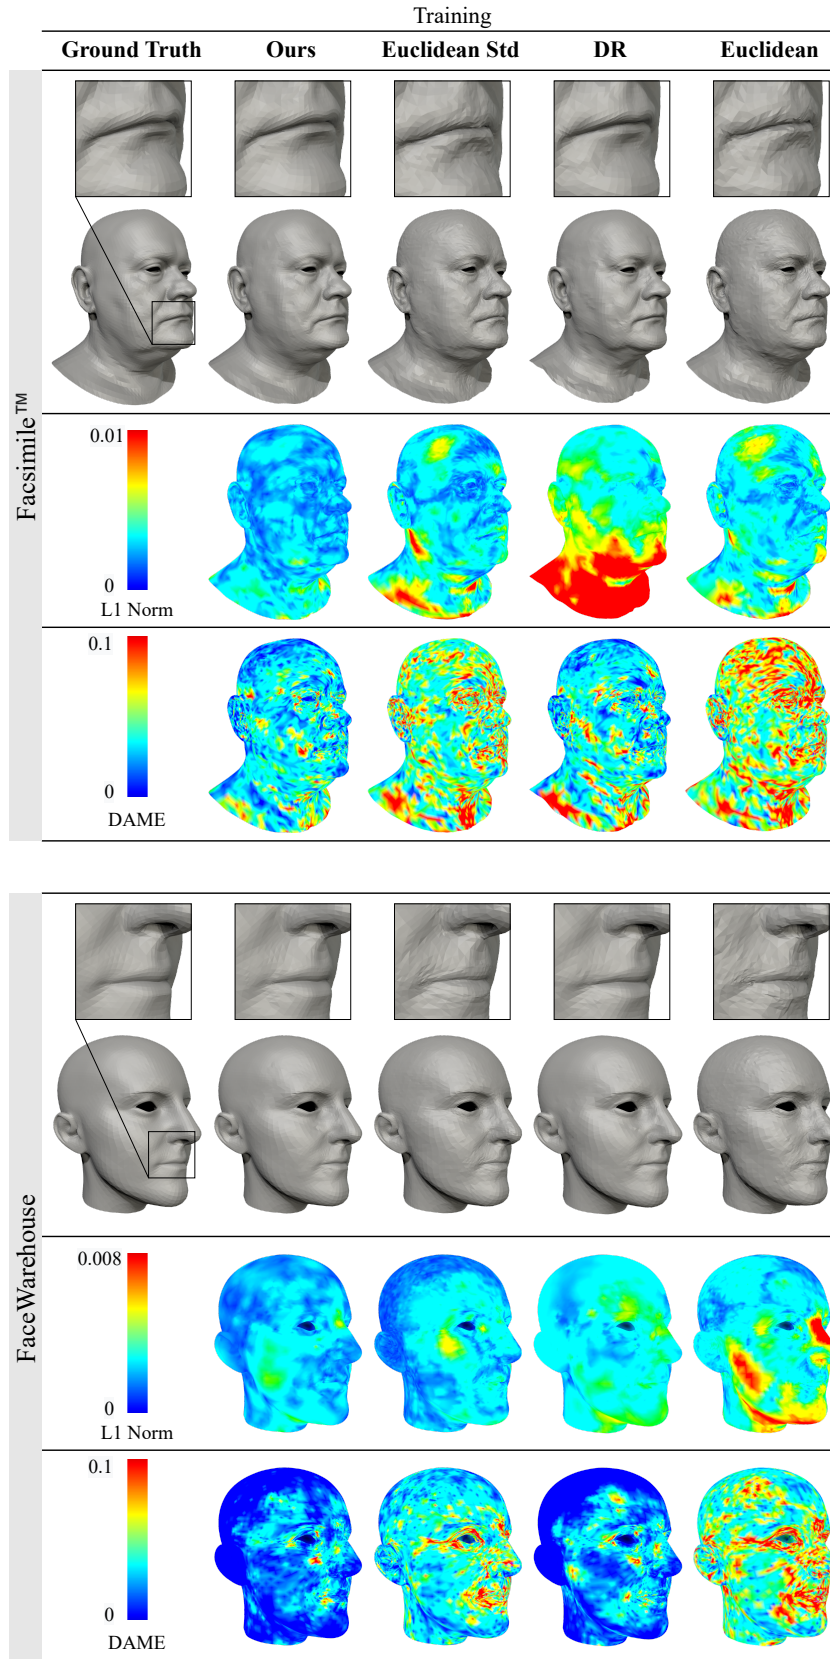 Training
Ground Truth Ours Euclidean Std DR Euclidean
Facsimile™
0.01
0
L1 Norm
0.1
0
DAME
FaceWarehouse
0.008
0
L1 Norm
0.1
0
DAME